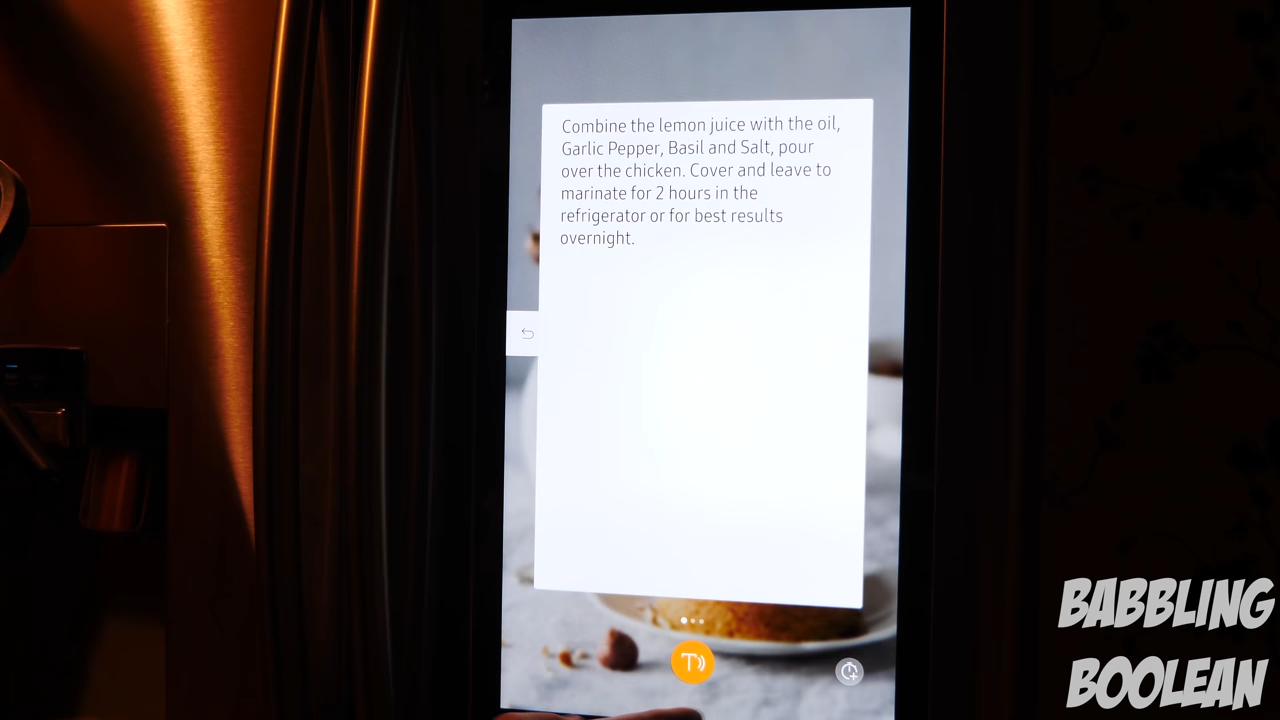 Combine the lemon juice with the oil,
Garlic Pepper, Basil and Salt, pour
over the chicken. Cover and leave to
marinate for 2 hours in the
refrigerator or for best results
overnight.
T
BABBLING
BOOLEAN